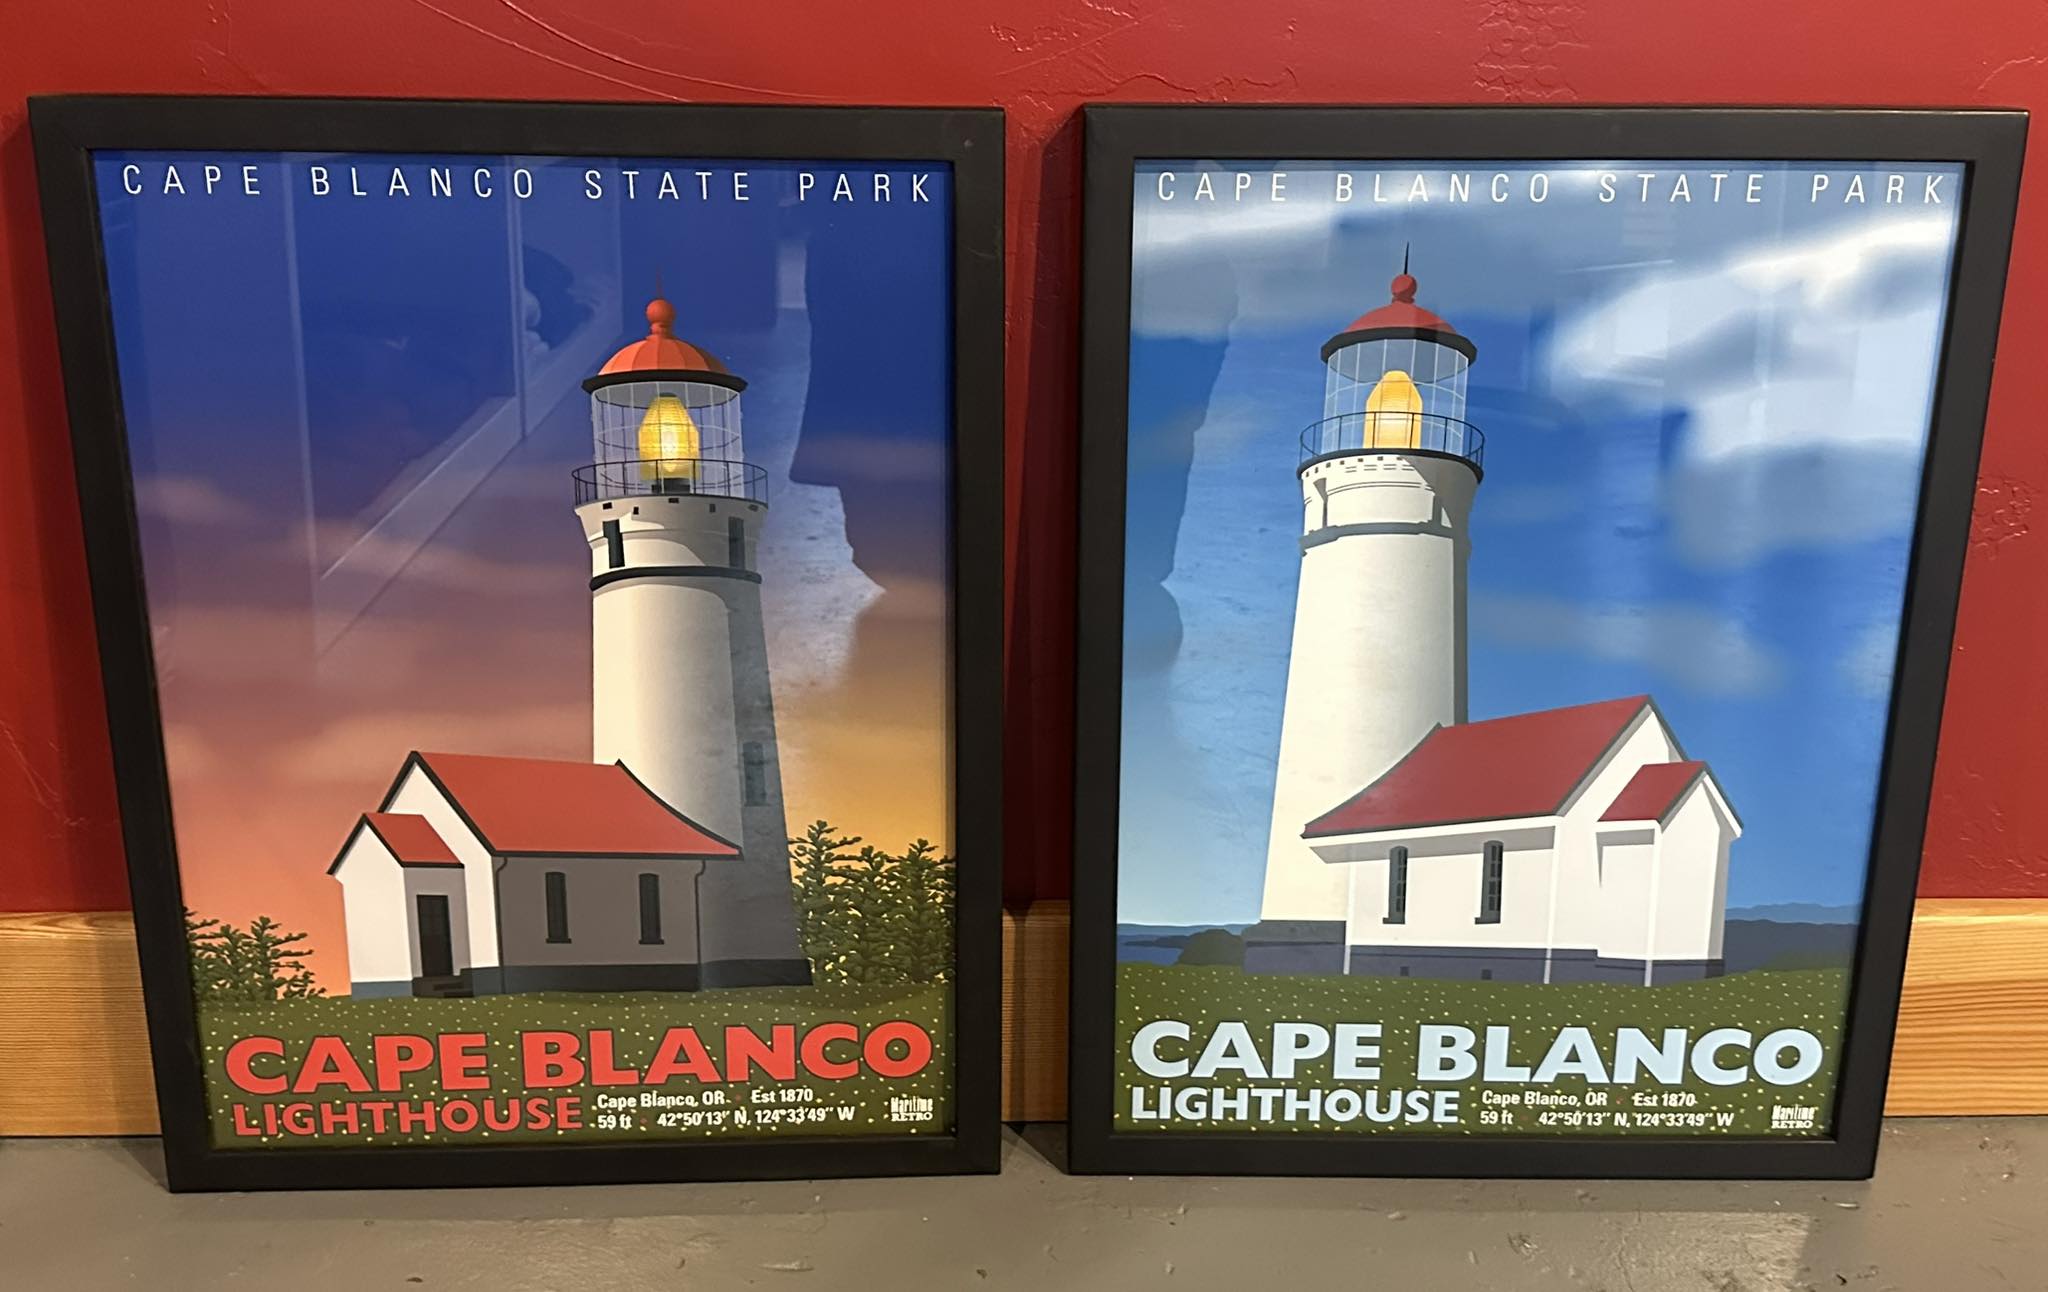 CAPE BLANCO STATE PARK
CAPE BLANCO
LIGHTHOUSE
Cape Blanco, OR • Est 1870
59 ft • 42°50'13" N, 124°33'49" W
Maritime
RETRO
CAPE BLANCO STATE PARK
CAPE BLANCO
LIGHTHOUSE
Cape Blanco, OR • Est 1870
59 ft • 42°50'13" N, 124°33'49" W
Maritime
RETRO